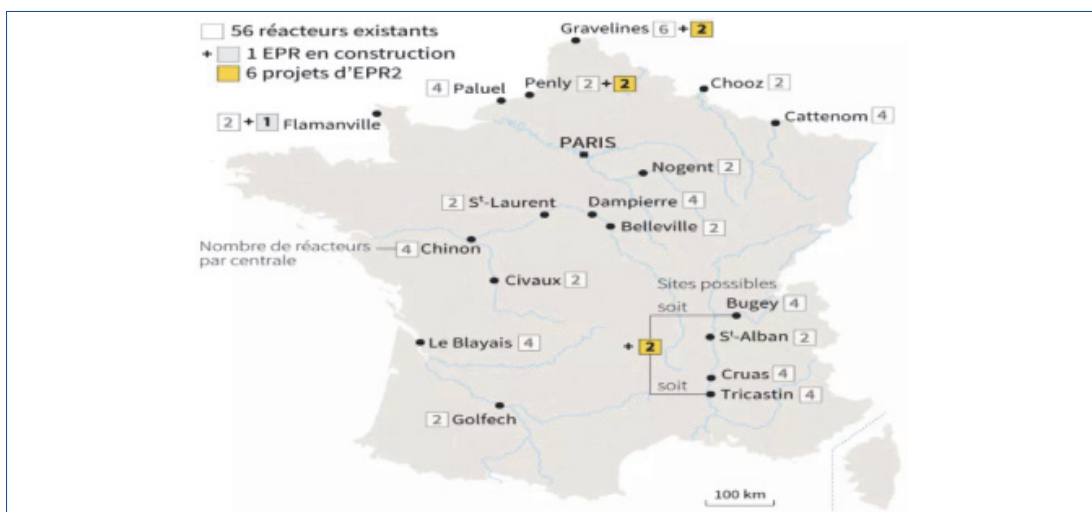 56 réacteurs existants
+ 1 EPR en construction
6 projets d'EPR2
Gravelines 6 + 2
4 Paluel
Penly 2 + 2
Chooz 2
2 + 1 Flamanville
Cattenom 4
PARIS
Nogent 2
2 Sᵗ-Laurent
Dampierre 4
Belleville 2
Nombre de réacteurs
par centrale
4 Chinon
Civaux 2
Sites possibles
soit
Bugey 4
Le Blayais 4
+ 2
Sᵗ-Alban 2
Cruas 4
soit
Tricastin 4
2 Golfech
100 km